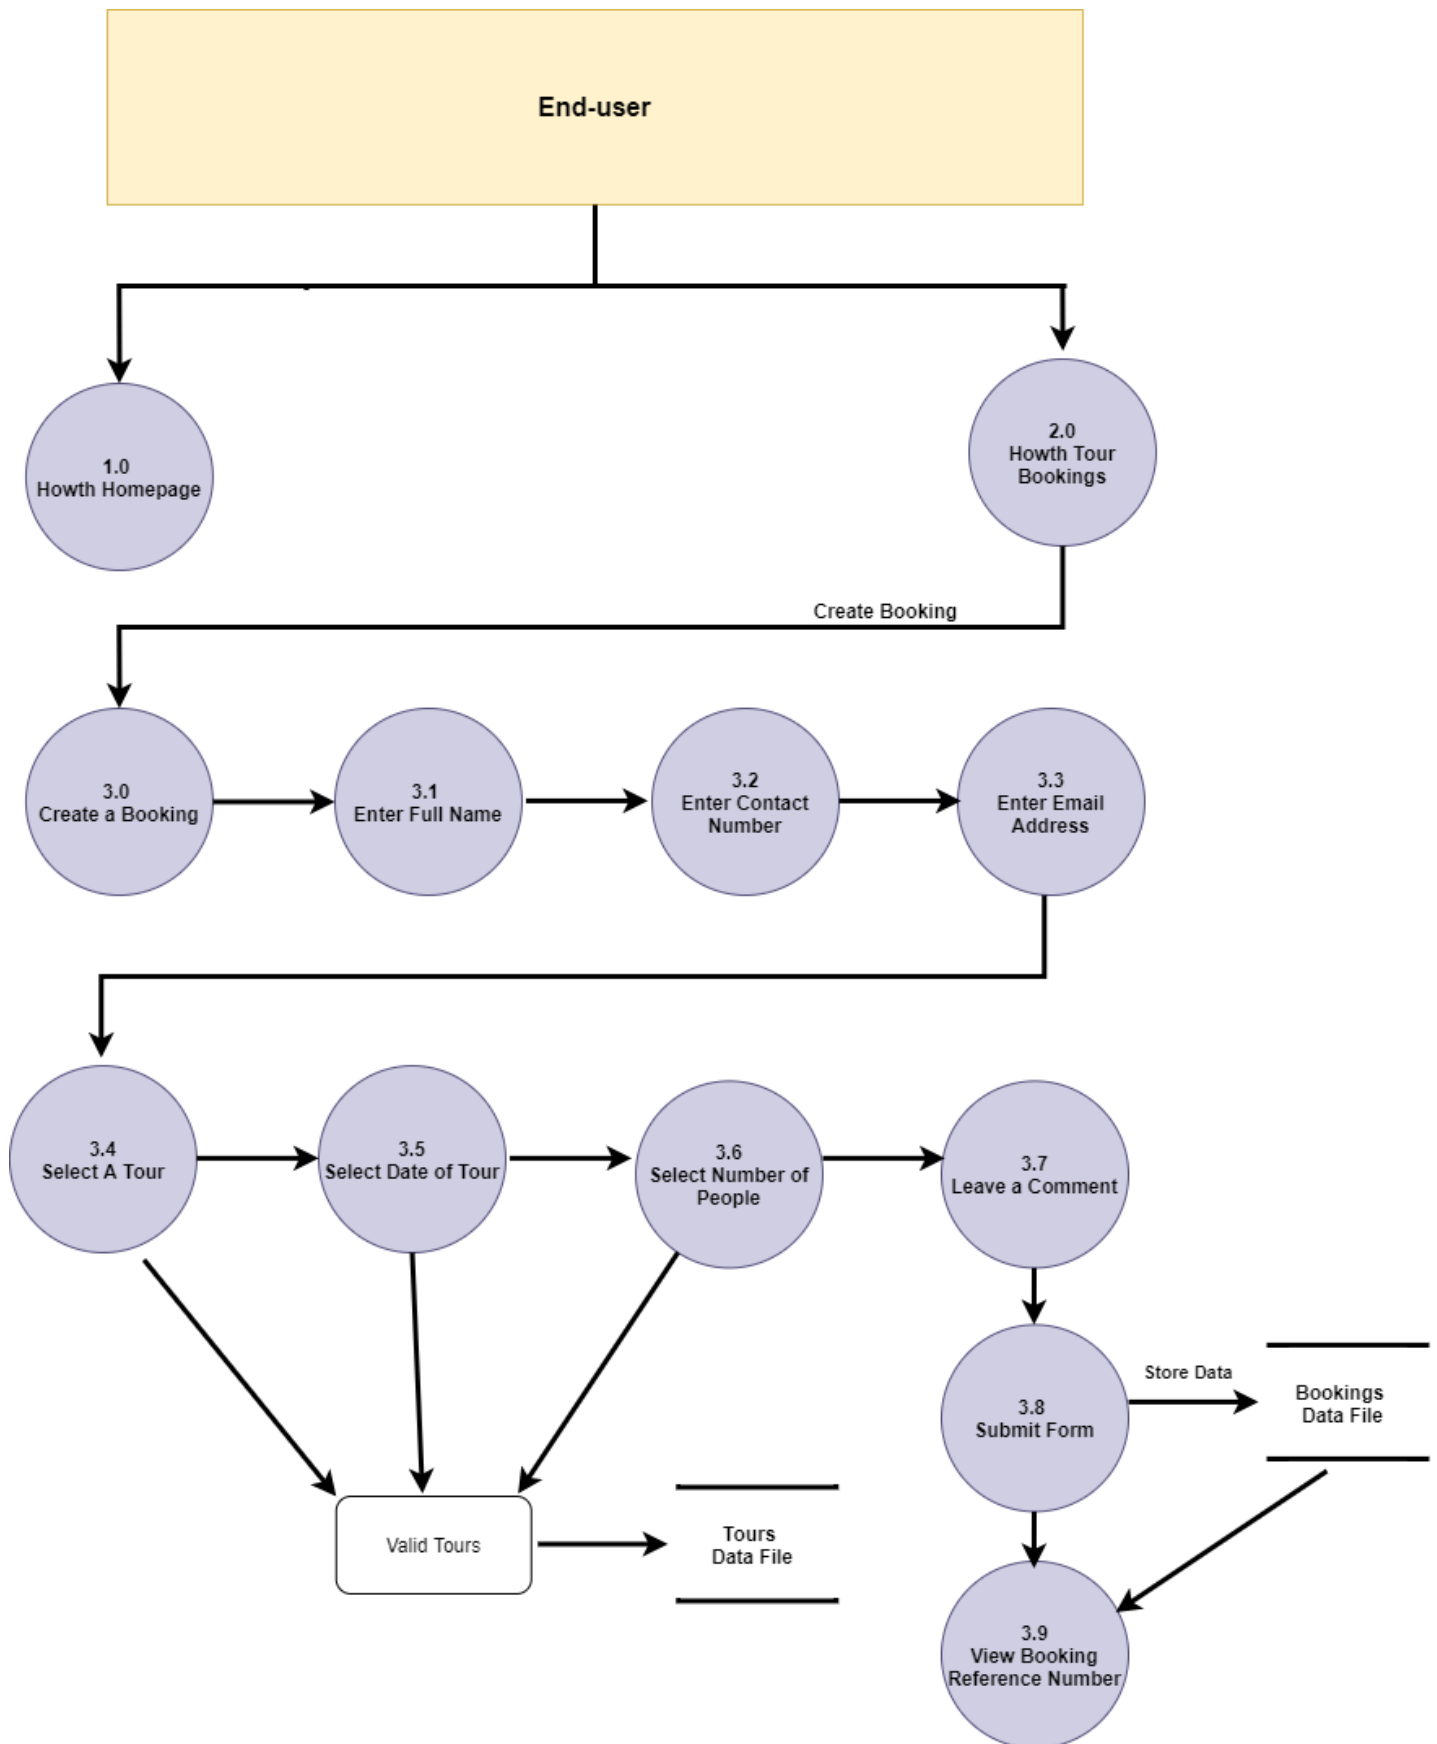 End-user
1.0
Howth Homepage
2.0
Howth Tour
Bookings
Create Booking
3.0
Create a Booking
3.1
Enter Full Name
3.2
Enter Contact
Number
3.3
Enter Email
Address
3.4
Select A Tour
3.5
Select Date of Tour
3.6
Select Number of
People
3.7
Leave a Comment
3.8
Submit Form
Store Data
Bookings
Data File
Valid Tours
Tours
Data File
3.9
View Booking
Reference Number